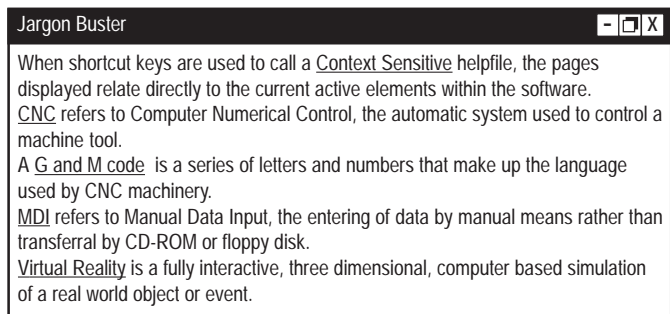 Jargon Buster
When shortcut keys are used to call a Context Sensitive helpfile, the pages
displayed relate directly to the current active elements within the software.
CNC refers to Computer Numerical Control, the automatic system used to control a
machine tool.
A G and M code is a series of letters and numbers that make up the language
used by CNC machinery.
MDI refers to Manual Data Input, the entering of data by manual means rather than
transferral by CD-ROM or floppy disk.
Virtual Reality is a fully interactive, three dimensional, computer based simulation
of a real world object or event.